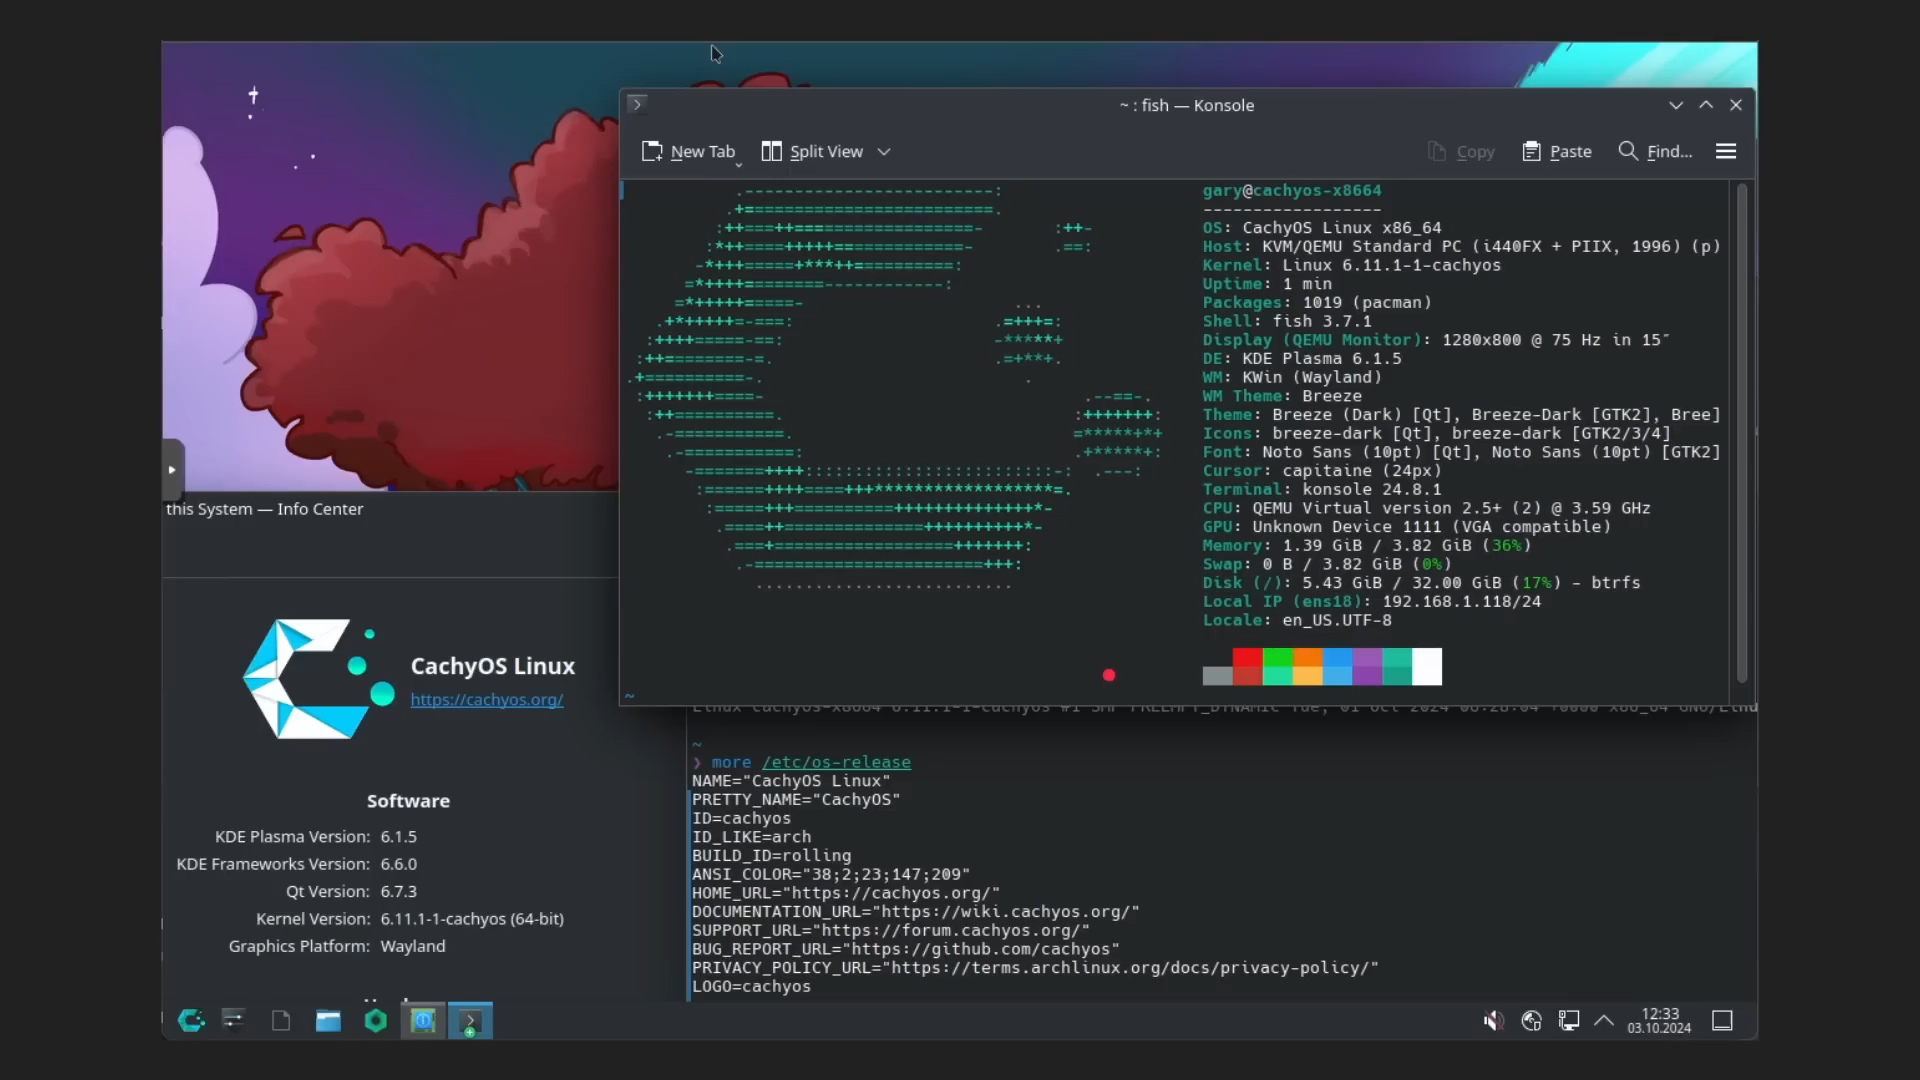 ~ : fish — Konsole
New Tab
Split View
Copy
Paste
Find...
gary@cachyos-x8664
------------------
OS: CachyOS Linux x86_64
Host: KVM/QEMU Standard PC (i440FX + PIIX, 1996) (p)
Kernel: Linux 6.11.1-1-cachyos
Uptime: 1 min
Packages: 1019 (pacman)
Shell: fish 3.7.1
Display (QEMU Monitor): 1280x800 @ 75 Hz in 15″
DE: KDE Plasma 6.1.5
WM: KWin (Wayland)
WM Theme: Breeze
Theme: Breeze (Dark) [Qt], Breeze-Dark [GTK2], Bree]
Icons: breeze-dark [Qt], breeze-dark [GTK2/3/4]
Font: Noto Sans (10pt) [Qt], Noto Sans (10pt) [GTK2]
Cursor: capitaine (24px)
Terminal: konsole 24.8.1
CPU: QEMU Virtual version 2.5+ (2) @ 3.59 GHz
GPU: Unknown Device 1111 (VGA compatible)
Memory: 1.39 GiB / 3.82 GiB (36%)
Swap: 0 B / 3.82 GiB (0%)
Disk (/): 5.43 GiB / 32.00 GiB (17%) - btrfs
Local IP (ens18): 192.168.1.118/24
Locale: en_US.UTF-8
~
this System — Info Center
CachyOS Linux
https://cachyos.org/
Software
KDE Plasma Version: 6.1.5
KDE Frameworks Version: 6.6.0
Qt Version: 6.7.3
Kernel Version: 6.11.1-1-cachyos (64-bit)
Graphics Platform: Wayland
~
❯ more /etc/os-release
NAME="CachyOS Linux"
PRETTY_NAME="CachyOS"
ID=cachyos
ID_LIKE=arch
BUILD_ID=rolling
ANSI_COLOR="38;2;23;147;209"
HOME_URL="https://cachyos.org/"
DOCUMENTATION_URL="https://wiki.cachyos.org/"
SUPPORT_URL="https://forum.cachyos.org/"
BUG_REPORT_URL="https://github.com/cachyos"
PRIVACY_POLICY_URL="https://terms.archlinux.org/docs/privacy-policy/"
LOGO=cachyos
12:33
03.10.2024